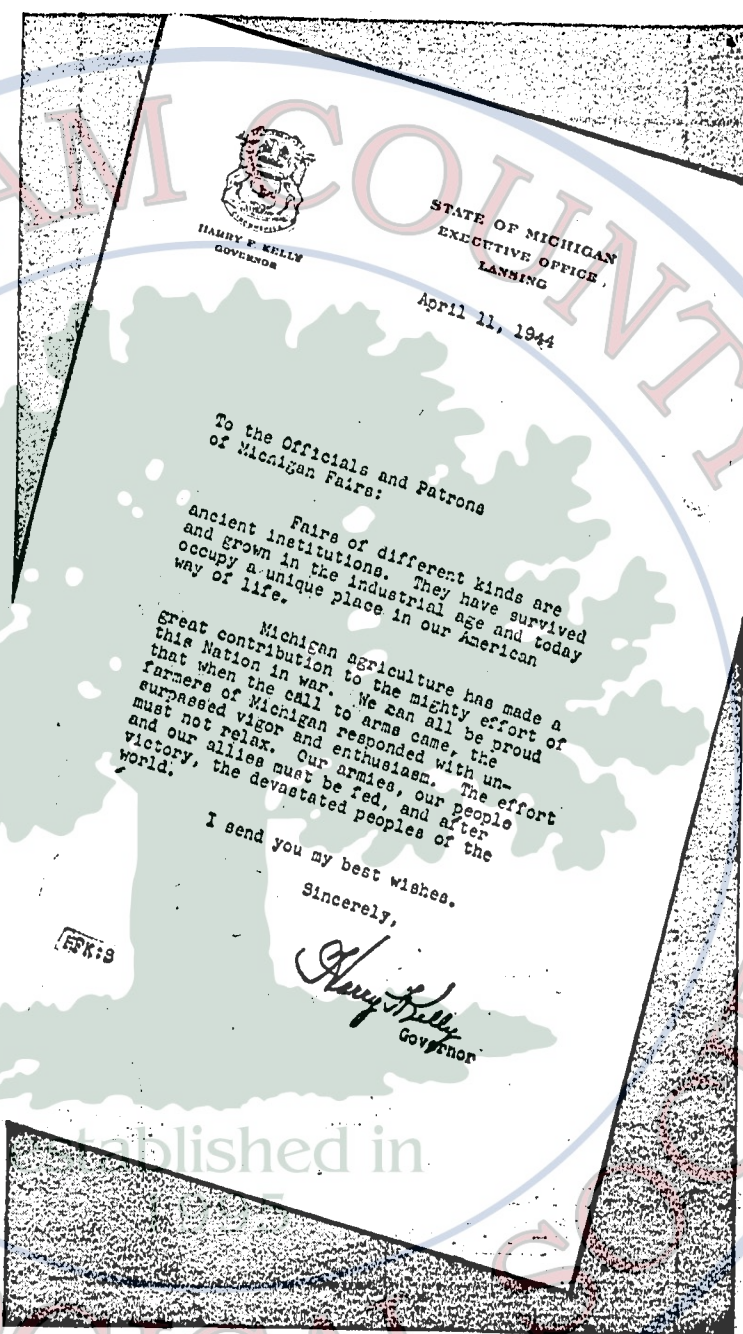 AM COUNTY
HARRY F. KELLY
GOVERNOR
STATE OF MICHIGAN
EXECUTIVE OFFICE
LANSING
April 11, 1944
To the Officials and Patrons
of Michigan Fairs:
Fairs of different kinds are
ancient institutions. They have survived
and grown in the industrial age and today
occupy a unique place in our American
way of life.
Michigan agriculture has made a
great contribution to the mighty effort of
this Nation in war. We can all be proud
that when the call to arms came, the
farmers of Michigan responded with un-
surpassed vigor and enthusiasm. The effort
must not relax. Our armies, our people
and our allies must be fed, and after
victory, the devastated peoples of the
world.
I send you my best wishes.
Sincerely,
Harry Kelly
Governor
HFK:S
established in